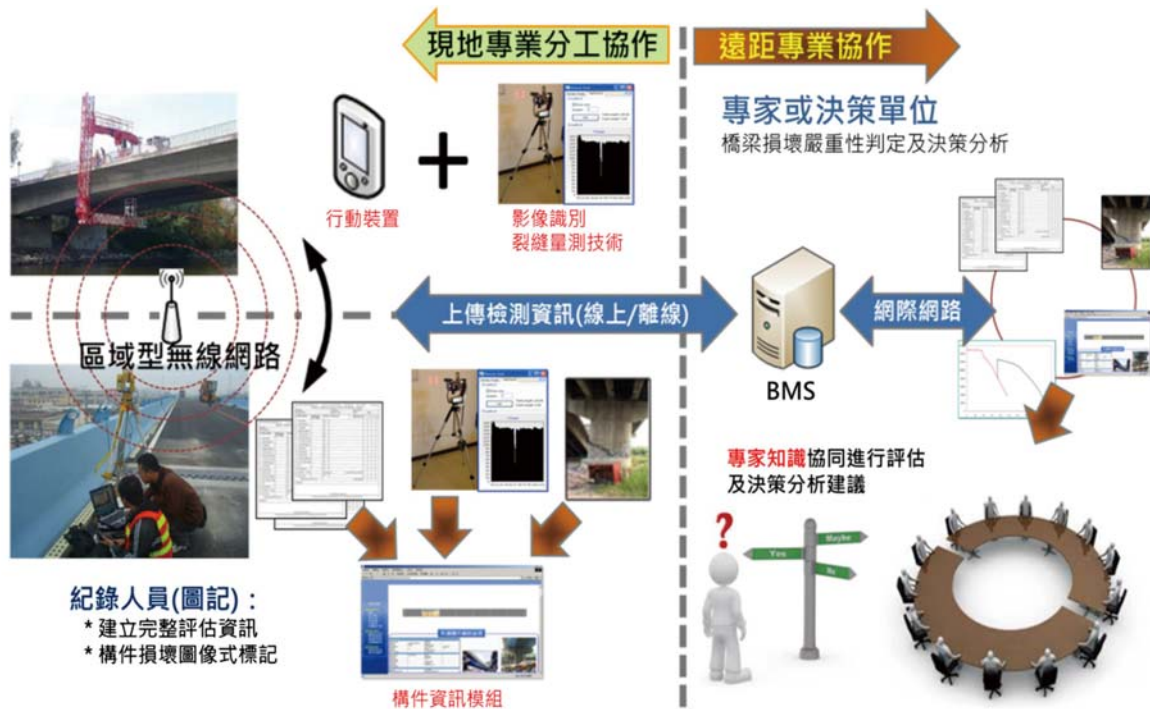 現地專業分工協作
遠距專業協作
專家或決策單位
橋梁損壞嚴重性判定及決策分析
行動裝置
影像識別
裂縫量測技術
上傳檢測資訊(線上/離線)
網際網路
區域型無線網路
BMS
專家知識協同進行評估
及決策分析建議
?
Yes
Maybe
No
紀錄人員(圖記)：
* 建立完整評估資訊
* 構件損壞圖像式標記
構件資訊模組